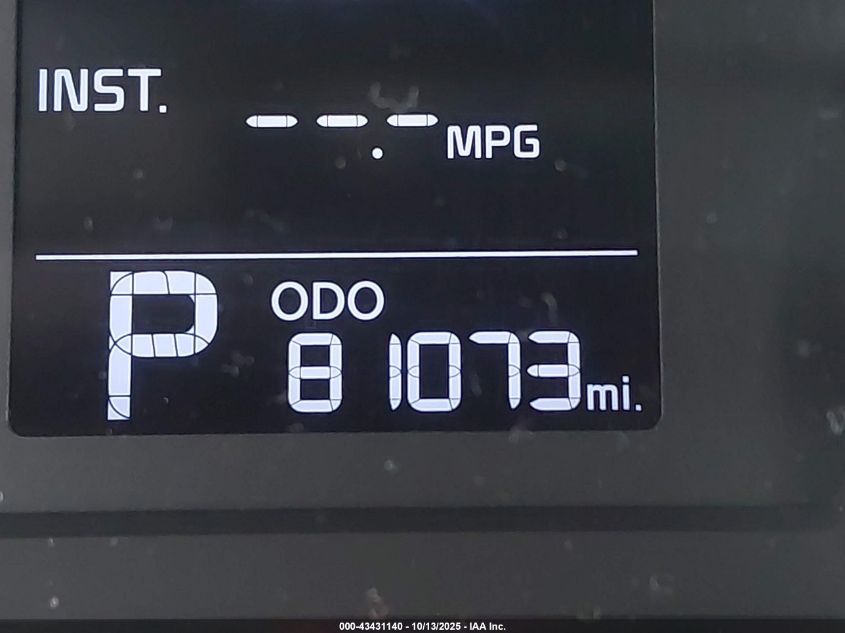 INST.
--.- MPG
P ODO
81073 mi.
000-43431140 - 10/13/2025 - IAA Inc.